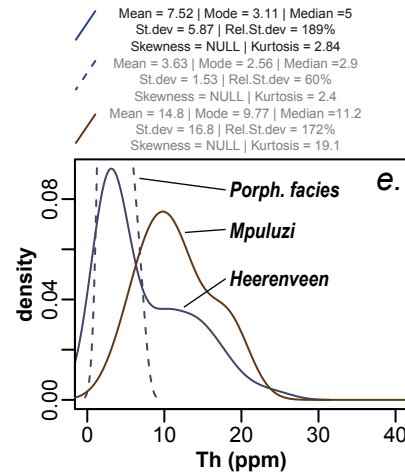 Mean = 7.52 | Mode = 3.11 | Median =5
St.dev = 5.87 | Rel.St.dev = 189%
Skewness = NULL | Kurtosis = 2.84
Mean = 3.63 | Mode = 2.56 | Median =2.9
St.dev = 1.53 | Rel.St.dev = 60%
Skewness = NULL | Kurtosis = 2.4
Mean = 14.8 | Mode = 9.77 | Median =11.2
St.dev = 16.8 | Rel.St.dev = 172%
Skewness = NULL | Kurtosis = 19.1
e.
Porph. facies
Mpuluzi
Heerenveen
density
0.08
0.04
0.00
0 10 20 30 40
Th (ppm)